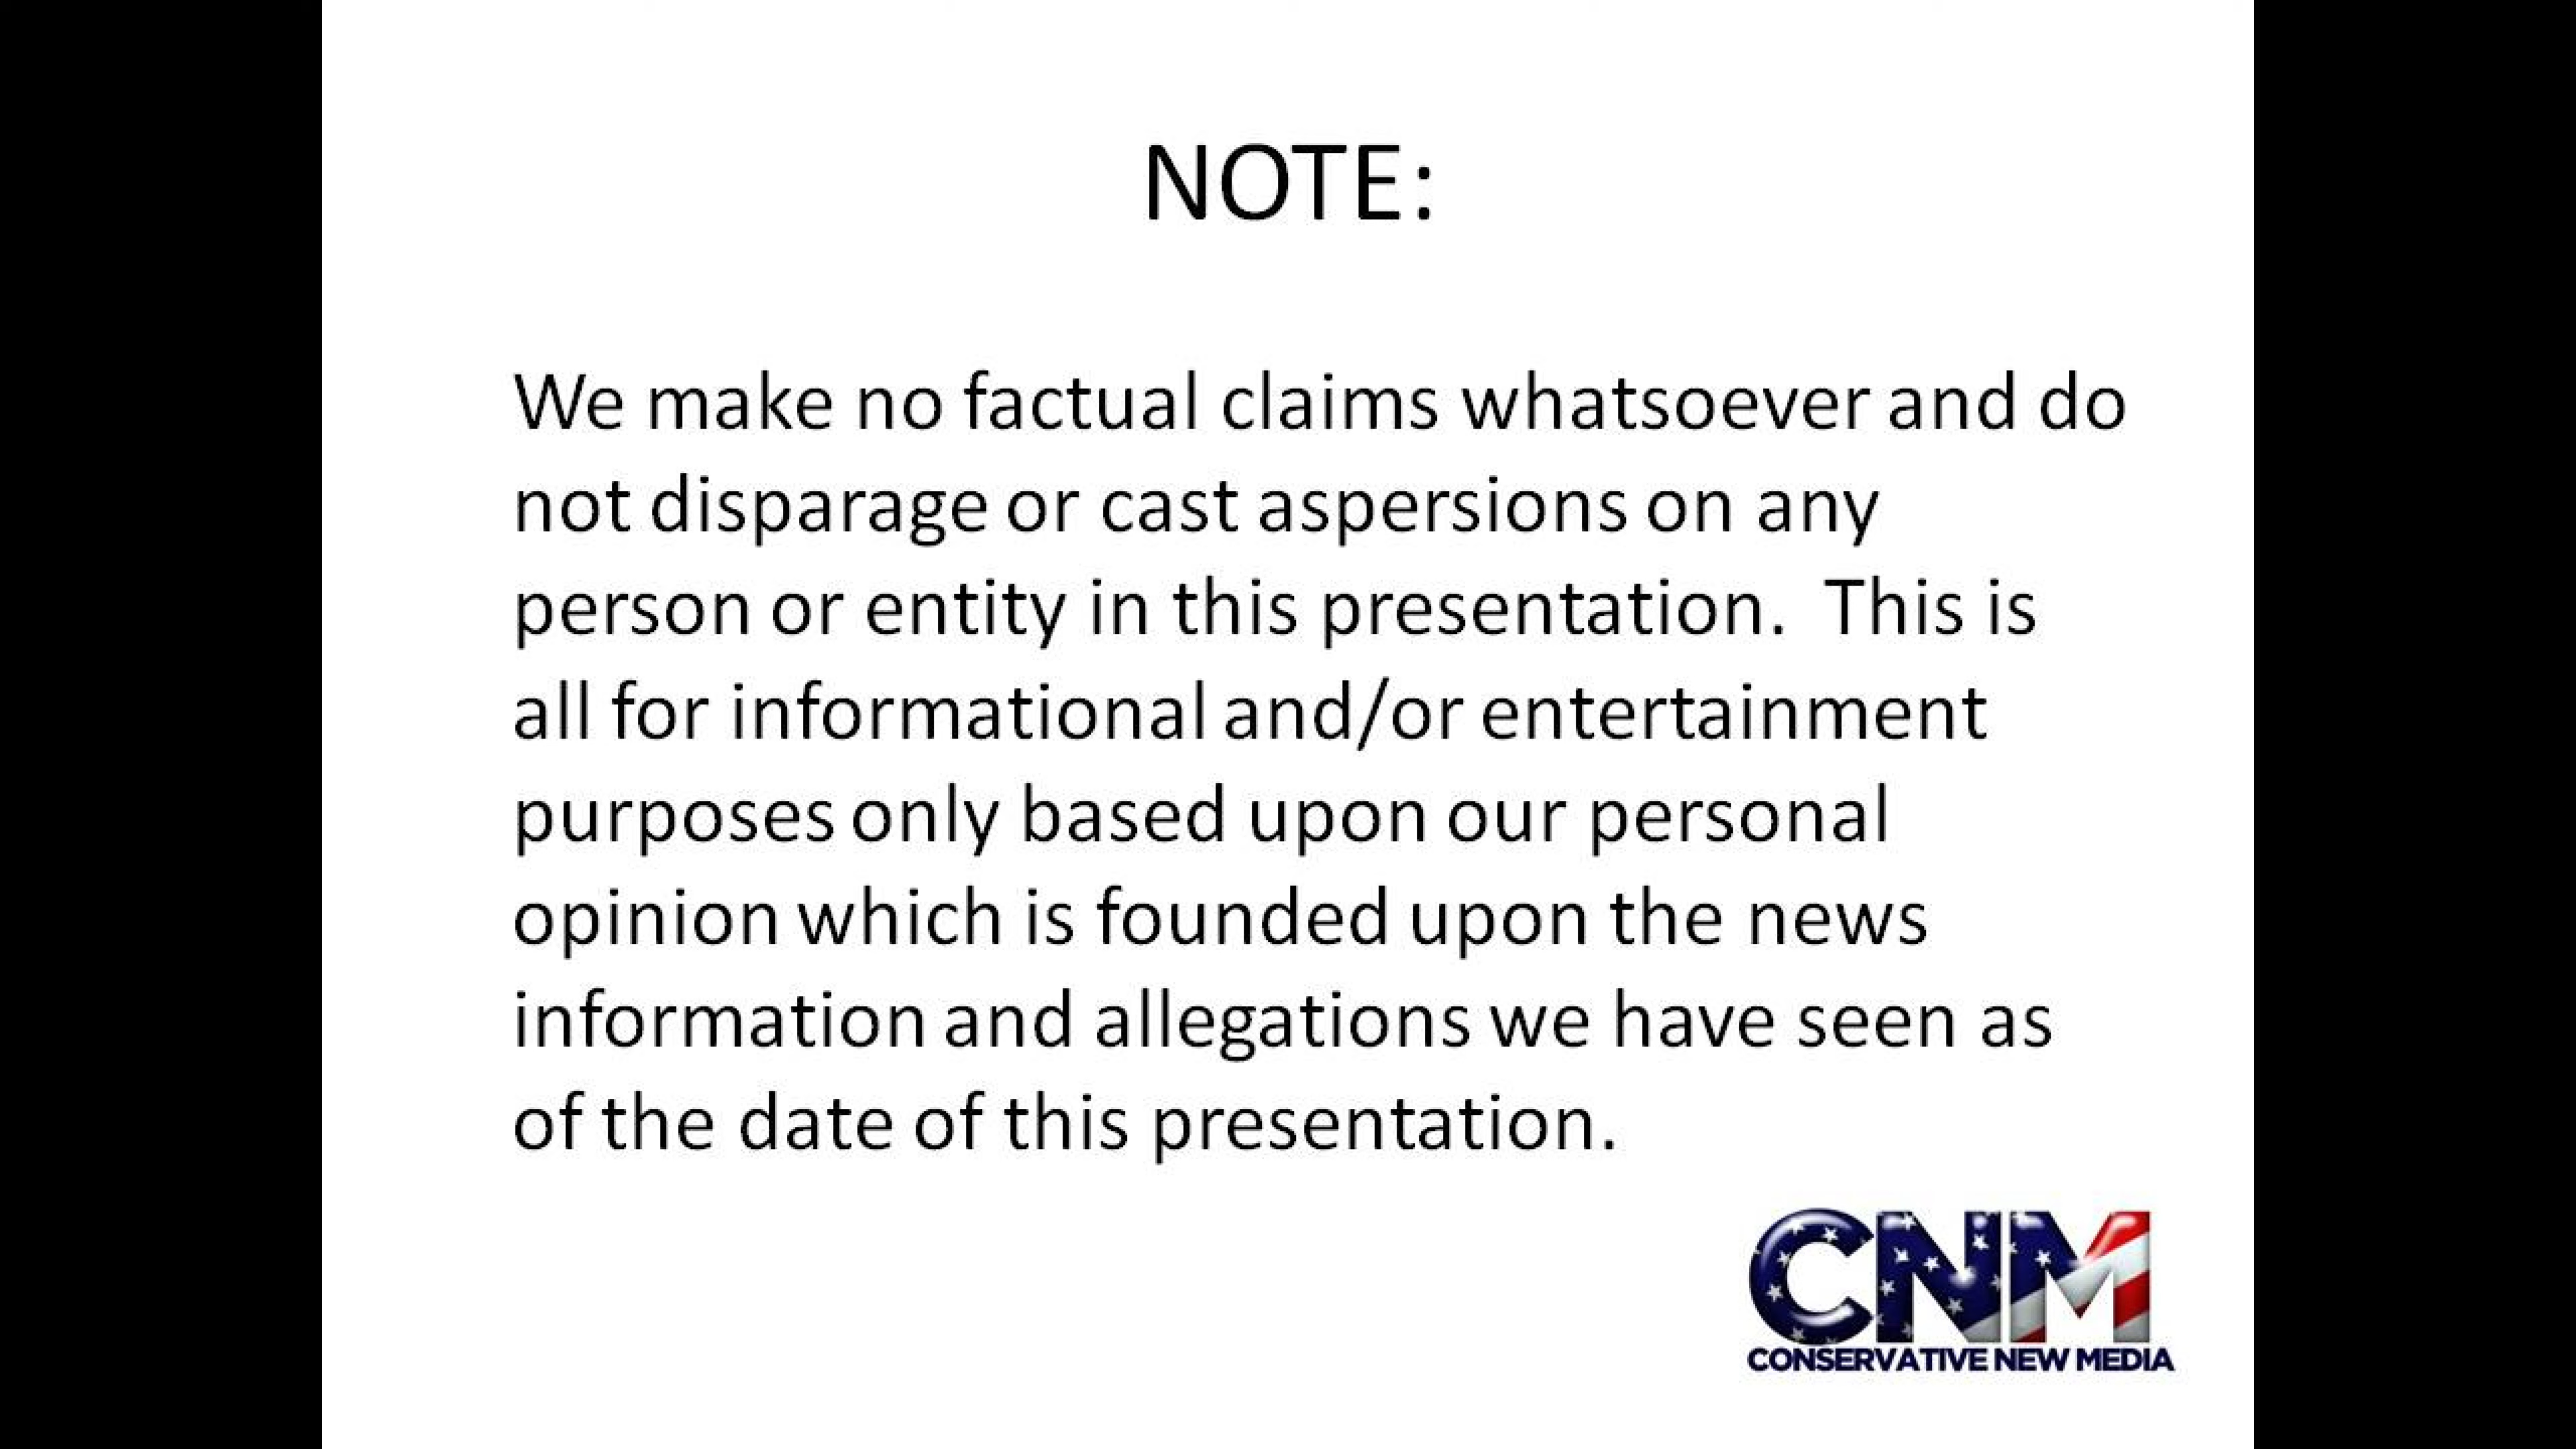 NOTE:
We make no factual claims whatsoever and do
not disparage or cast aspersions on any
person or entity in this presentation.  This is
all for informational and/or entertainment
purposes only based upon our personal
opinion which is founded upon the news
information and allegations we have seen as
of the date of this presentation.
CNM
CONSERVATIVE NEW MEDIA